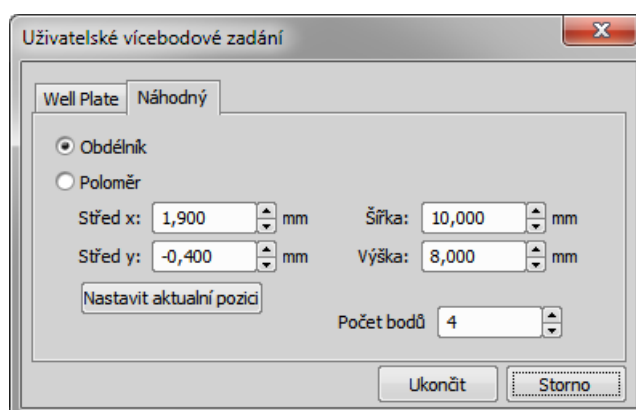 Uživatelské vícebodové zadání
Well Plate Náhodný
Obdélník
Poloměr
Střed x: 1,900 mm Šířka: 10,000 mm
Střed y: -0,400 mm Výška: 8,000 mm
Nastavit aktualní pozici
Počet bodů 4
Ukončit Storno